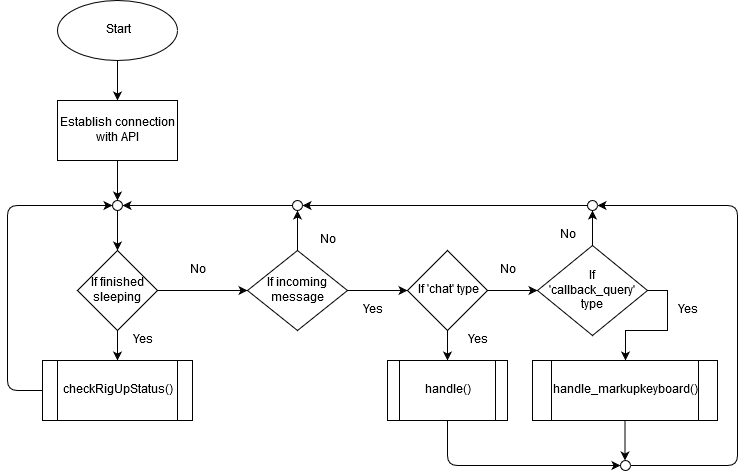 Start
Establish connection
with API
If finished
sleeping
No
If incoming
message
No
Yes
If 'chat' type
No
If
'callback_query'
type
No
Yes
Yes
Yes
checkRigUpStatus()
handle()
handle_markupkeyboard()